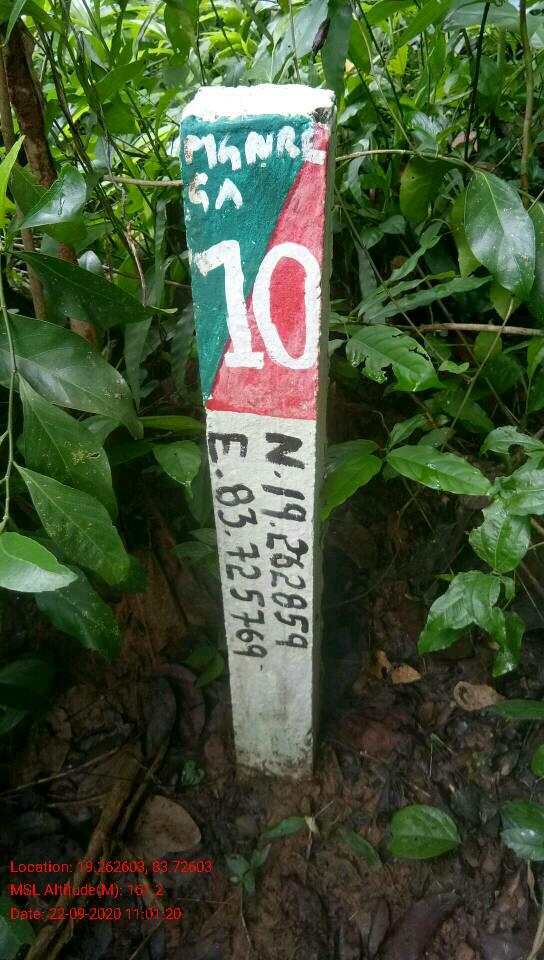 MGNRE
GA
10
N. 19.262859
E. 83.725769
Location: 19.262603, 83.72603
MSL Altitude(M): 161.2
Date: 22-09-2020 11:01:20